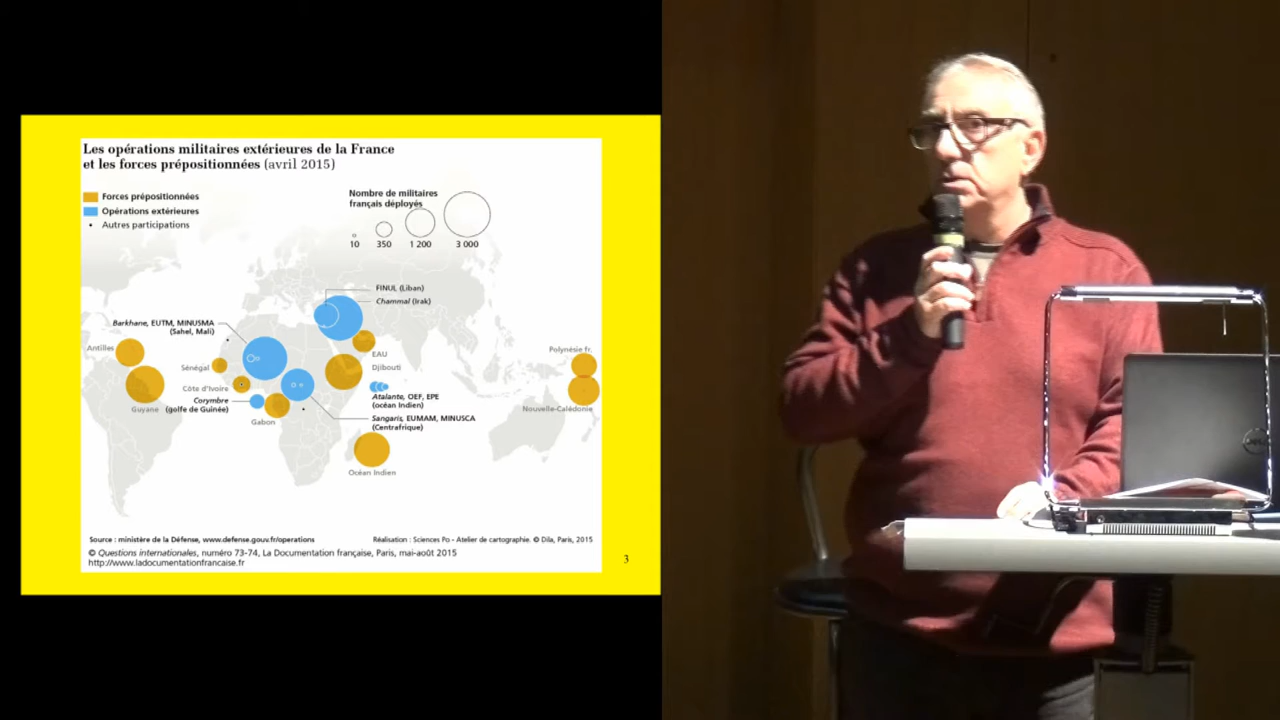 Les opérations militaires extérieures de la France
et les forces prépositionnées (avril 2015)
Forces prépositionnées
Opérations extérieures
Autres participations
Nombre de militaires
français déployés
10 350 1 200 3 000
FINUL (Liban)
Chammal (Irak)
Barkhane, EUTM, MINUSMA
(Sahel, Mali)
Antilles
Sénégal
EAU
Djibouti
Polynésie fr.
Côte d'Ivoire
Corymbre
(golfe de Guinée)
Guyane
Gabon
Atalante, OEF, EPE
(océan Indien)
Sangaris, EUMAM, MINUSCA
(Centrafrique)
Nouvelle-Calédonie
Océan Indien
Source : ministère de la Défense, www.defense.gouv.fr/operations
Réalisation : Sciences Po - Atelier de cartographie. © Dila, Paris, 2015
© Questions internationales, numéro 73-74, La Documentation française, Paris, mai-août 2015
http://www.ladocumentationfrancaise.fr
3
DELL